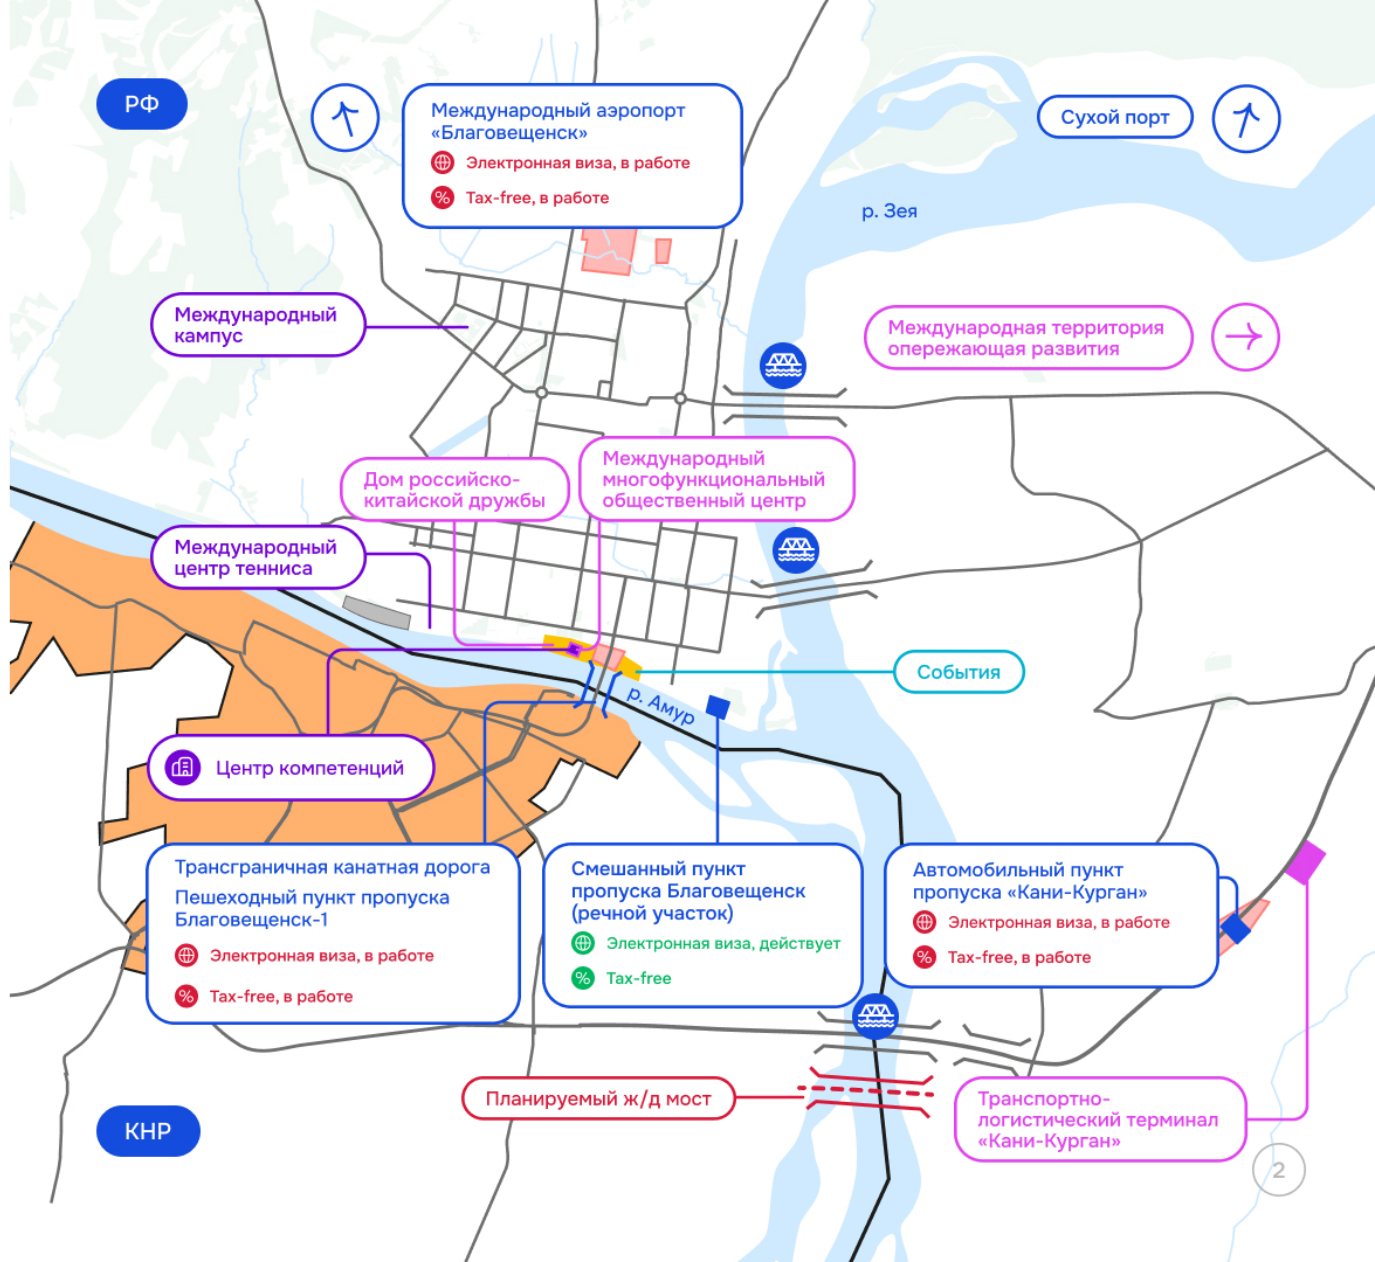 РФ
Международный аэропорт
«Благовещенск»
Электронная виза, в работе
% Tax-free, в работе
Сухой порт
р. Зея
Международный
кампус
Международная территория
опережающая развития
Дом российско-
китайской дружбы
Международный
многофункциональный
общественный центр
Международный
центр тенниса
События
р. Амур
Центр компетенций
Трансграничная канатная дорога
Пешеходный пункт пропуска
Благовещенск-1
Электронная виза, в работе
% Tax-free, в работе
Смешанный пункт
пропуска Благовещенск
(речной участок)
Электронная виза, действует
% Tax-free
Автомобильный пункт
пропуска «Кани-Курган»
Электронная виза, в работе
% Tax-free, в работе
Планируемый ж/д мост
Транспортно-
логистический терминал
«Кани-Курган»
КНР
2